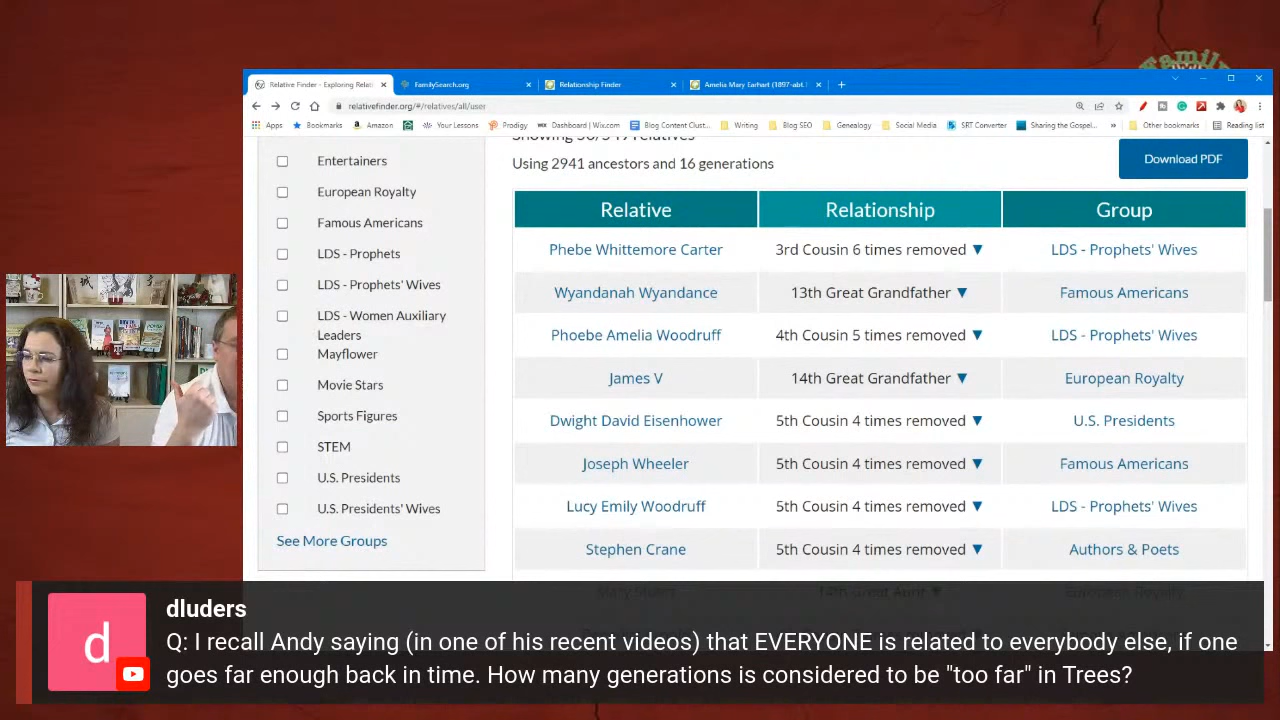 Relative Finder - Exploring Relati
FamilySearch.org
Relationship Finder
Amelia Mary Earhart (1897-abt.
relativefinder.org/#/relatives/all/user
Apps
Bookmarks
Amazon
Your Lessons
Prodigy
Dashboard | Wix.com
Blog Content Clust...
Writing
Blog SEO
Genealogy
Social Media
SRT Converter
Sharing the Gospel...
Other bookmarks
Reading list
Using 2941 ancestors and 16 generations
Download PDF
Entertainers
European Royalty
Famous Americans
LDS - Prophets
LDS - Prophets' Wives
LDS - Women Auxiliary
Leaders
Mayflower
Movie Stars
Sports Figures
STEM
U.S. Presidents
U.S. Presidents' Wives
See More Groups
Relative Relationship Group
Phebe Whittemore Carter 3rd Cousin 6 times removed ▼ LDS - Prophets' Wives
Wyandanah Wyandance 13th Great Grandfather ▼ Famous Americans
Phoebe Amelia Woodruff 4th Cousin 5 times removed ▼ LDS - Prophets' Wives
James V 14th Great Grandfather ▼ European Royalty
Dwight David Eisenhower 5th Cousin 4 times removed ▼ U.S. Presidents
Joseph Wheeler 5th Cousin 4 times removed ▼ Famous Americans
Lucy Emily Woodruff 5th Cousin 4 times removed ▼ LDS - Prophets' Wives
Stephen Crane 5th Cousin 4 times removed ▼ Authors & Poets
d
dluders
Q: I recall Andy saying (in one of his recent videos) that EVERYONE is related to everybody else, if one
goes far enough back in time. How many generations is considered to be "too far" in Trees?